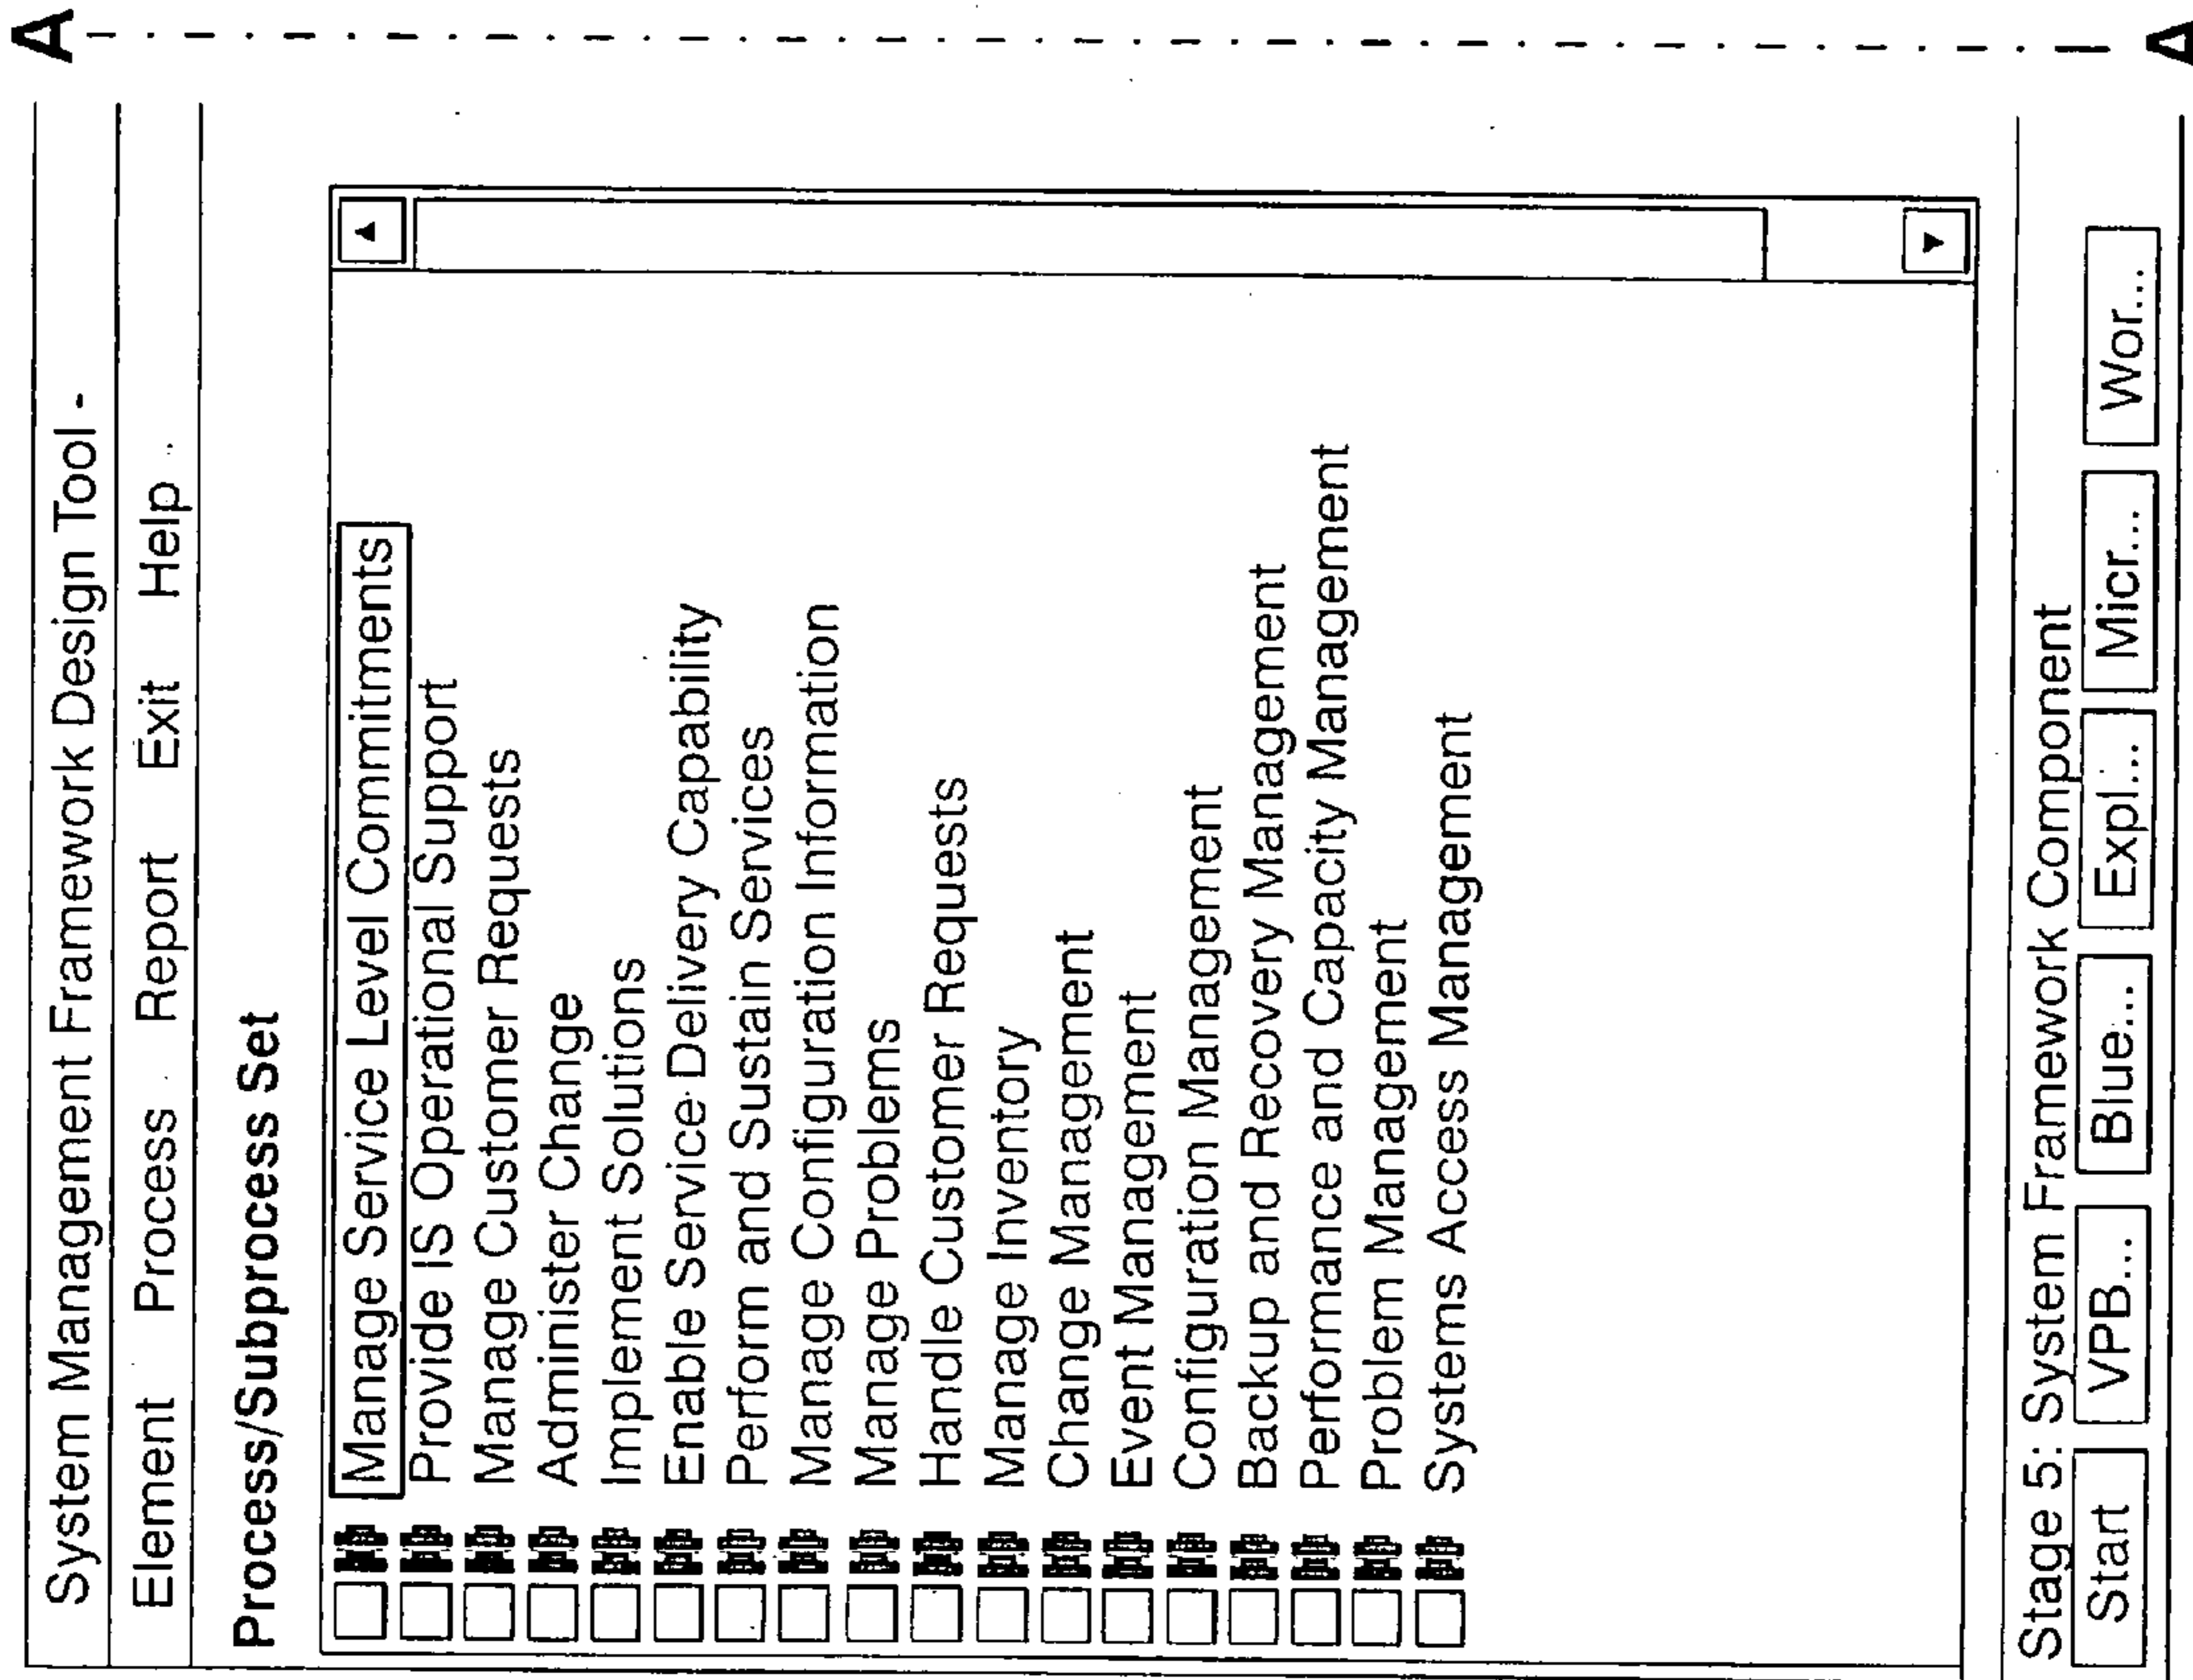 System Management Framework Design Tool -
Element Process Report Exit Help
Process/Subprocess Set
Manage Service Level Commitments
Provide IS Operational Support
Manage Customer Requests
Administer Change
Implement Solutions
Enable Service Delivery Capability
Perform and Sustain Services
Manage Configuration Information
Manage Problems
Handle Customer Requests
Manage Inventory
Change Management
Event Management
Configuration Management
Backup and Recovery Management
Performance and Capacity Management
Problem Management
Systems Access Management
Stage 5: System Framework Component
Start VPB... Blue... Expl... Micr... Wor...
A
A